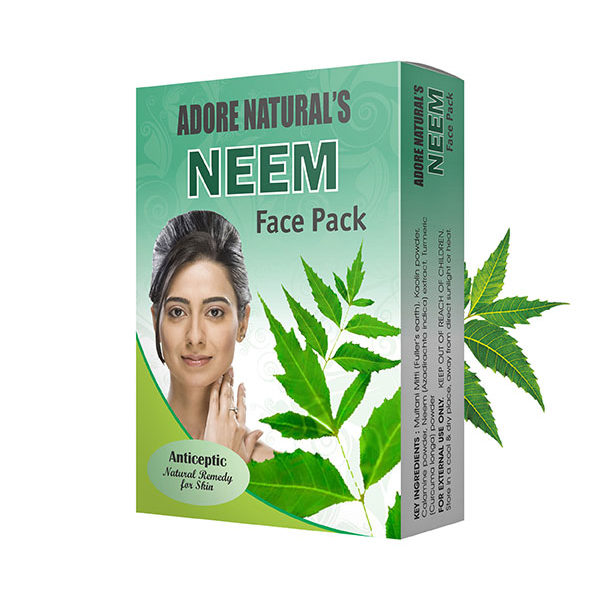 ADORE NATURAL'S
NEEM
Face Pack
Anticeptic
Natural Remedy
for Skin
ADORE NATURAL'S
NEEM
Face Pack
KEY INGREDIENTS : Multani Mitti (Fuller's earth), Kaolin powder,
Calamine powder, Neem (Azadirachta indica) extract, Turmeric
(Curcuma longa) powder
FOR EXTERNAL USE ONLY. KEEP OUT OF REACH OF CHILDREN.
Store in a cool & dry place, away from direct sunlight or heat.